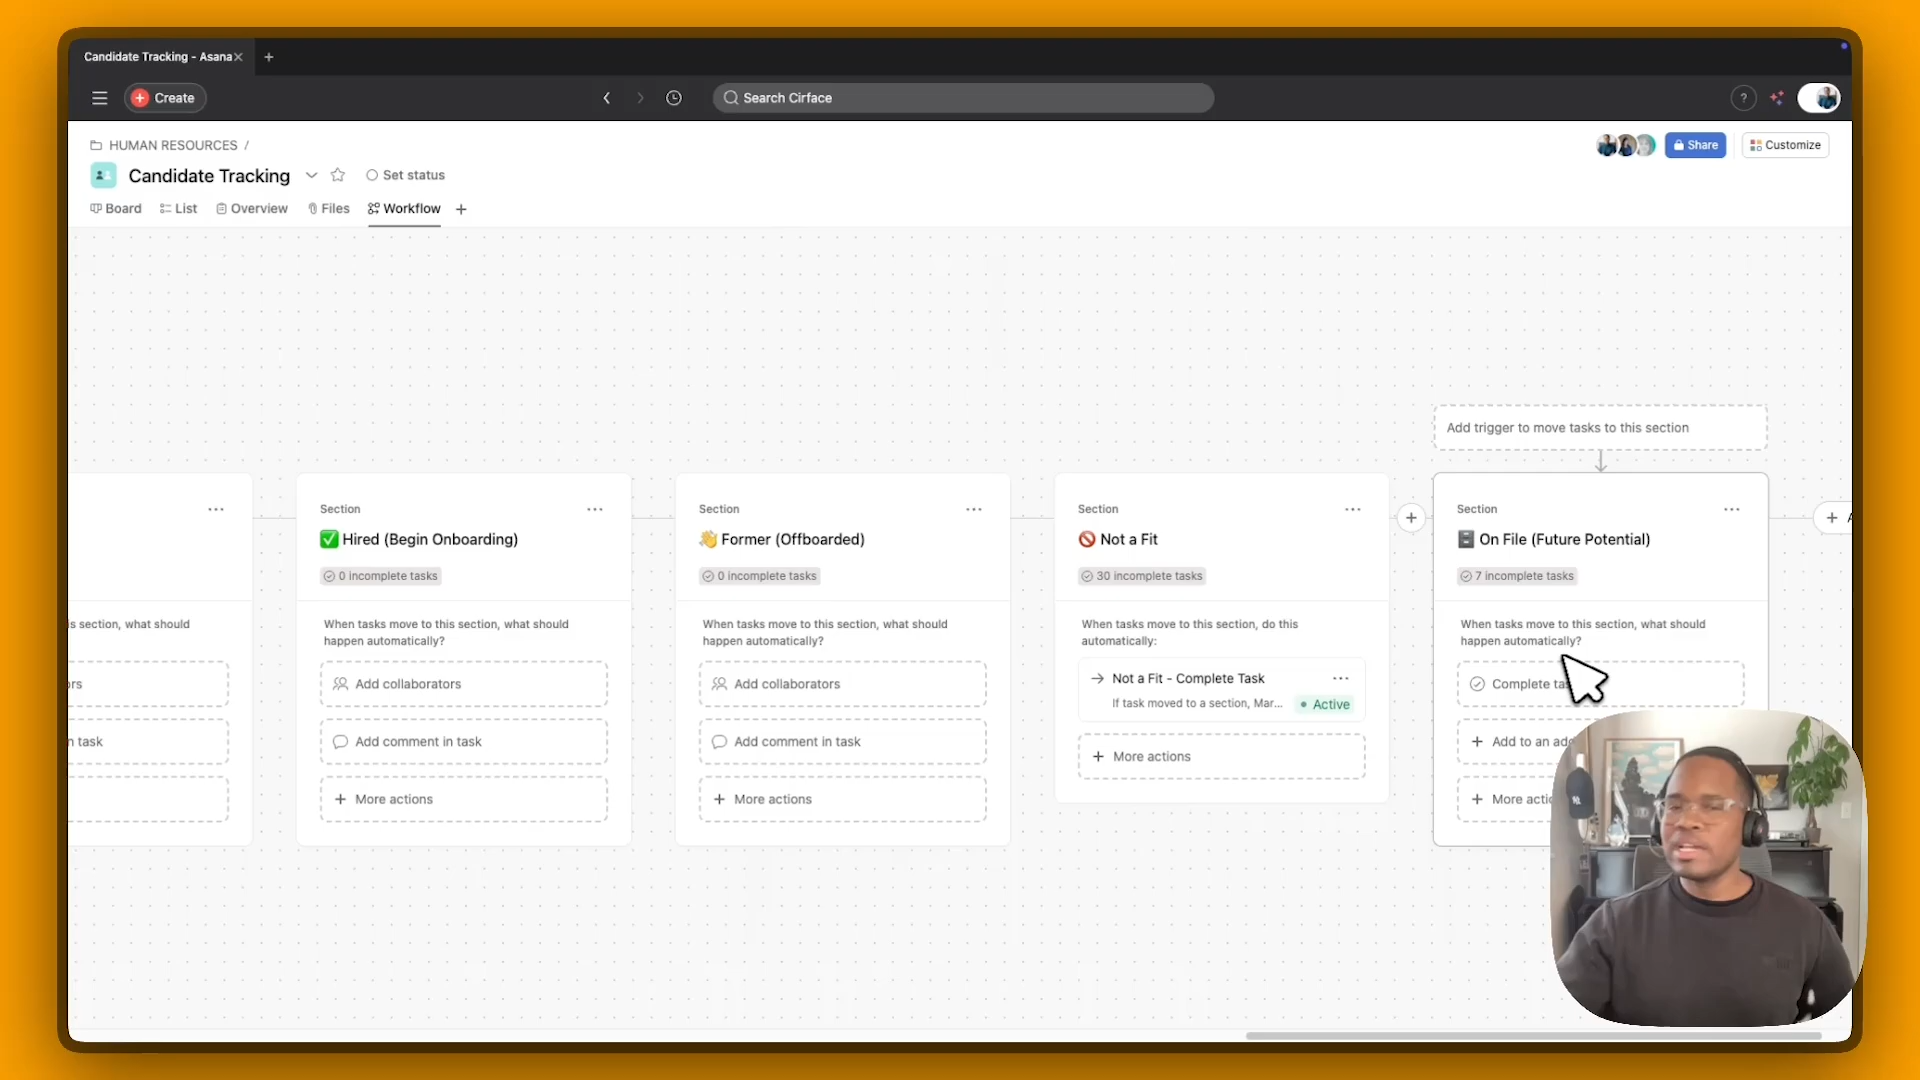 Candidate Tracking - Asana
Create
Search Cirface
?
HUMAN RESOURCES /
Share
Customize
Candidate Tracking
Set status
Board
List
Overview
Files
Workflow
Add trigger to move tasks to this section
s section, what should
rs
n task
Section
✅ Hired (Begin Onboarding)
0 incomplete tasks
When tasks move to this section, what should
happen automatically?
Add collaborators
Add comment in task
More actions
Section
👋 Former (Offboarded)
0 incomplete tasks
When tasks move to this section, what should
happen automatically?
Add collaborators
Add comment in task
More actions
Section
🚫 Not a Fit
30 incomplete tasks
When tasks move to this section, do this
automatically:
Not a Fit - Complete Task
If task moved to a section, Mar...
Active
More actions
Section
🗄 On File (Future Potential)
7 incomplete tasks
When tasks move to this section, what should
happen automatically?
Complete ta
Add to an ad
More actio